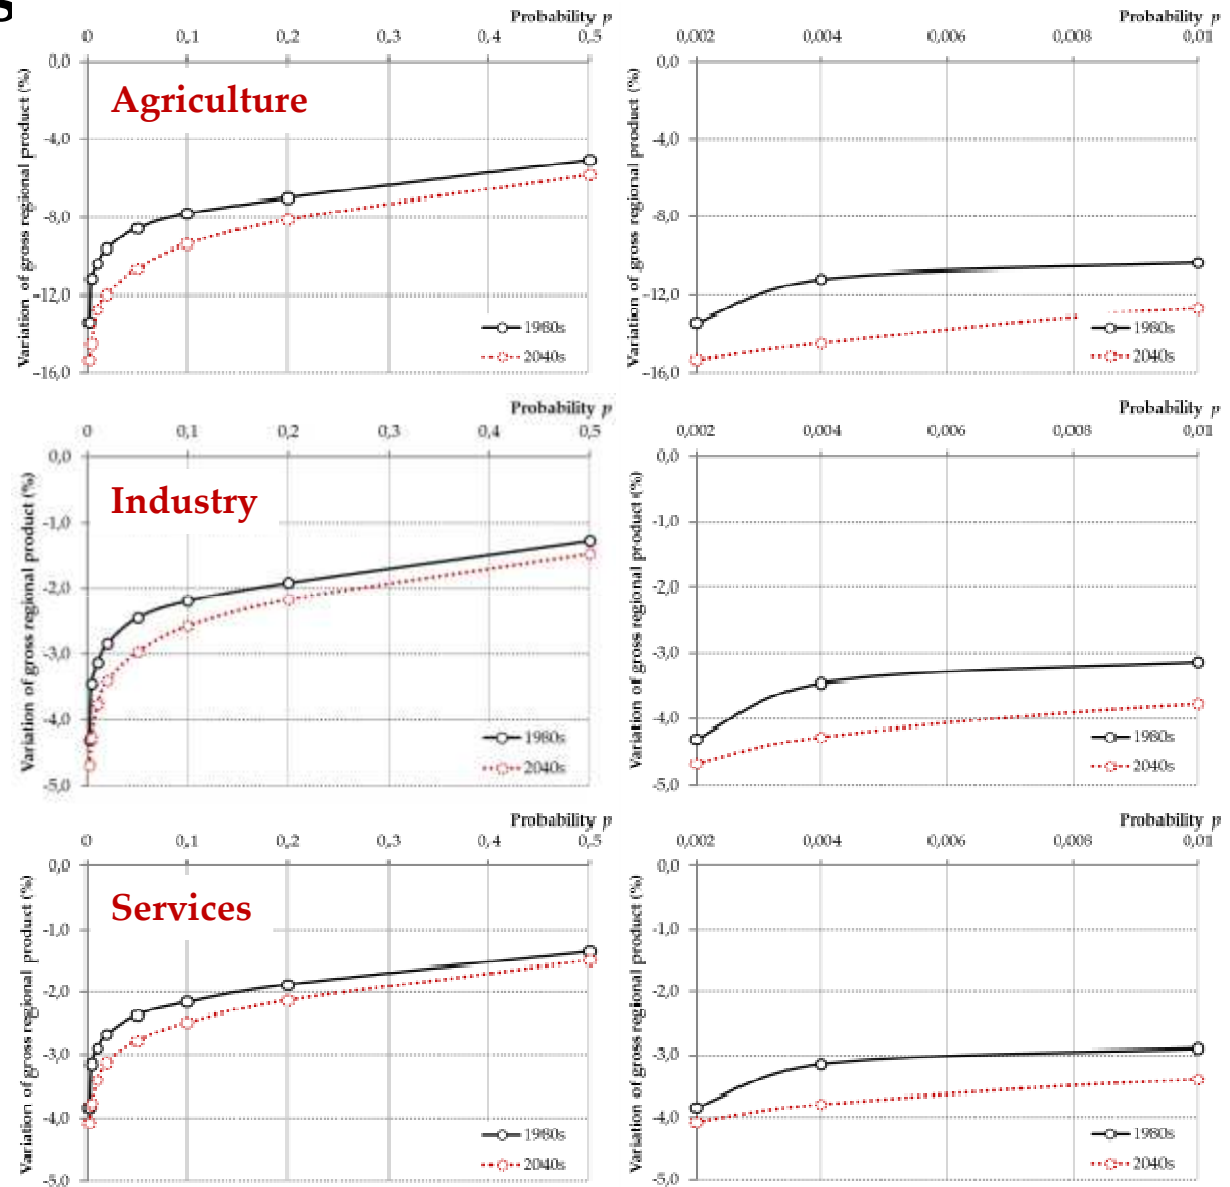 s
Probability p
0 0,1 0,2 0,3 0,4 0,5
0,0
-4,0
-8,0
-12,0
-16,0
Variation of gross regional product (%)
Agriculture
1980s
2040s
Probability p
0,002 0,004 0,006 0,008 0,01
0,0
-4,0
-8,0
-12,0
-16,0
Variation of gross regional product (%)
1980s
2040s
Probability p
0 0,1 0,2 0,3 0,4 0,5
0,0
-1,0
-2,0
-3,0
-4,0
-5,0
Variation of gross regional product (%)
Industry
1980s
2040s
Probability p
0,002 0,004 0,006 0,008 0,01
0,0
-1,0
-2,0
-3,0
-4,0
-5,0
Variation of gross regional product (%)
1980s
2040s
Probability p
0 0,1 0,2 0,3 0,4 0,5
0,0
-1,0
-2,0
-3,0
-4,0
-5,0
Variation of gross regional product (%)
Services
1980s
2040s
Probability p
0,002 0,004 0,006 0,008 0,01
0,0
-1,0
-2,0
-3,0
-4,0
-5,0
Variation of gross regional product (%)
1980s
2040s